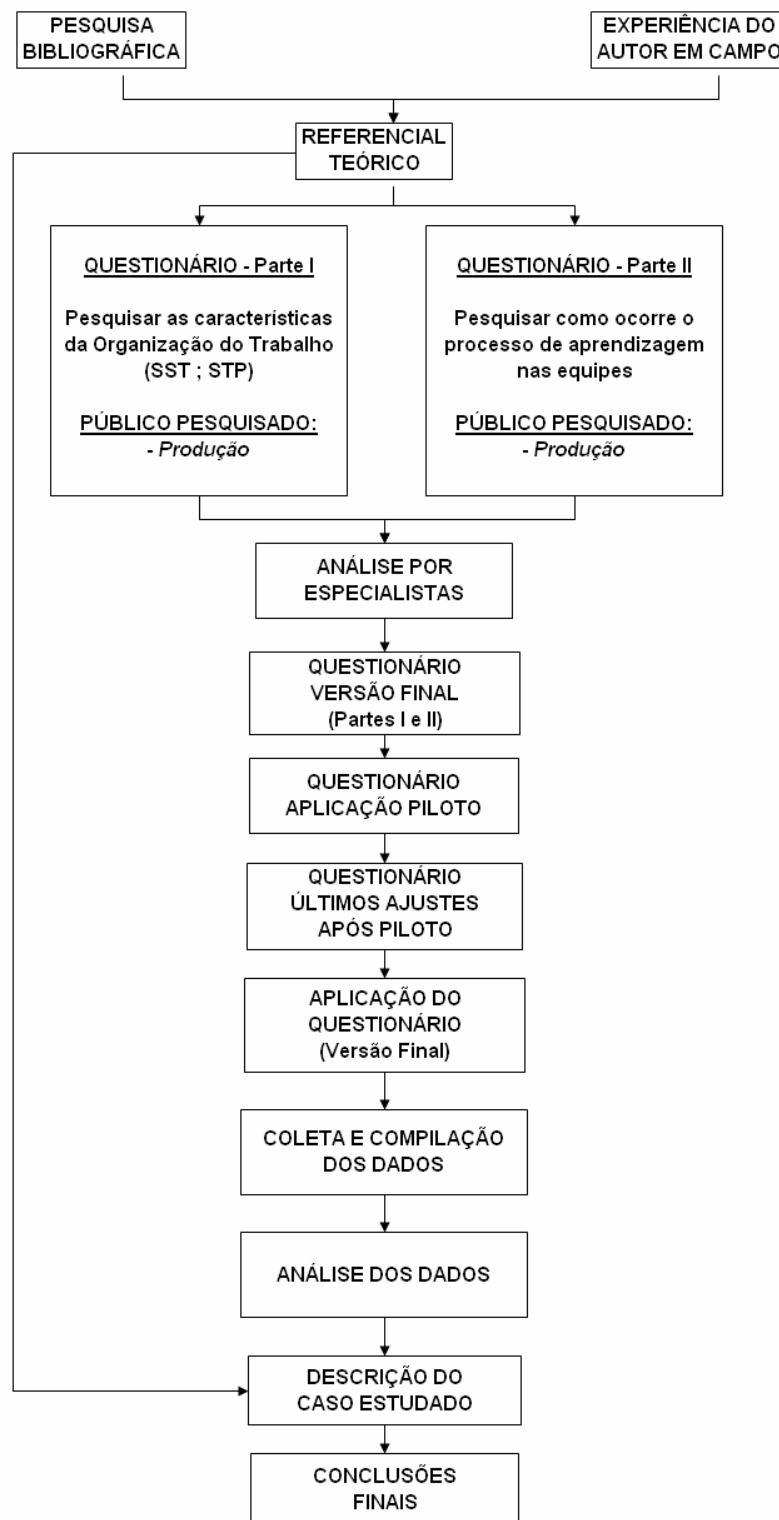 PESQUISA
BIBLIOGRÁFICA
EXPERIÊNCIA DO
AUTOR EM CAMPO
REFERENCIAL
TEÓRICO
QUESTIONÁRIO - Parte I
Pesquisar as características
da Organização do Trabalho
(SST ; STP)
PÚBLICO PESQUISADO:
- Produção
QUESTIONÁRIO - Parte II
Pesquisar como ocorre o
processo de aprendizagem
nas equipes
PÚBLICO PESQUISADO:
- Produção
ANÁLISE POR
ESPECIALISTAS
QUESTIONÁRIO
VERSÃO FINAL
(Partes I e II)
QUESTIONÁRIO
APLICAÇÃO PILOTO
QUESTIONÁRIO
ÚLTIMOS AJUSTES
APÓS PILOTO
APLICAÇÃO DO
QUESTIONÁRIO
(Versão Final)
COLETA E COMPILAÇÃO
DOS DADOS
ANÁLISE DOS DADOS
DESCRIÇÃO DO
CASO ESTUDADO
CONCLUSÕES
FINAIS